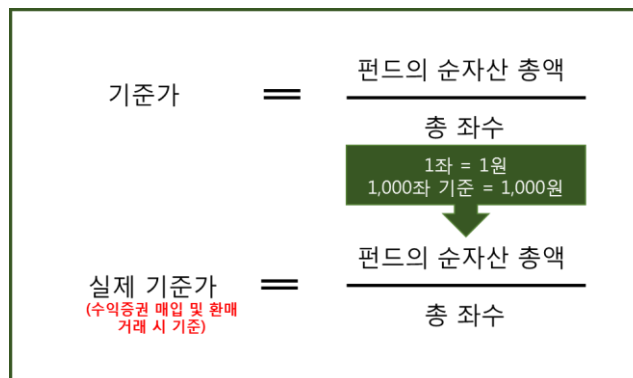 기준가 = 펀드의 순자산 총액
총 좌수
1좌 = 1원
1,000좌 기준 = 1,000원
실제 기준가 = 펀드의 순자산 총액
(수익증권 매입 및 환매
거래 시 기준)
총 좌수